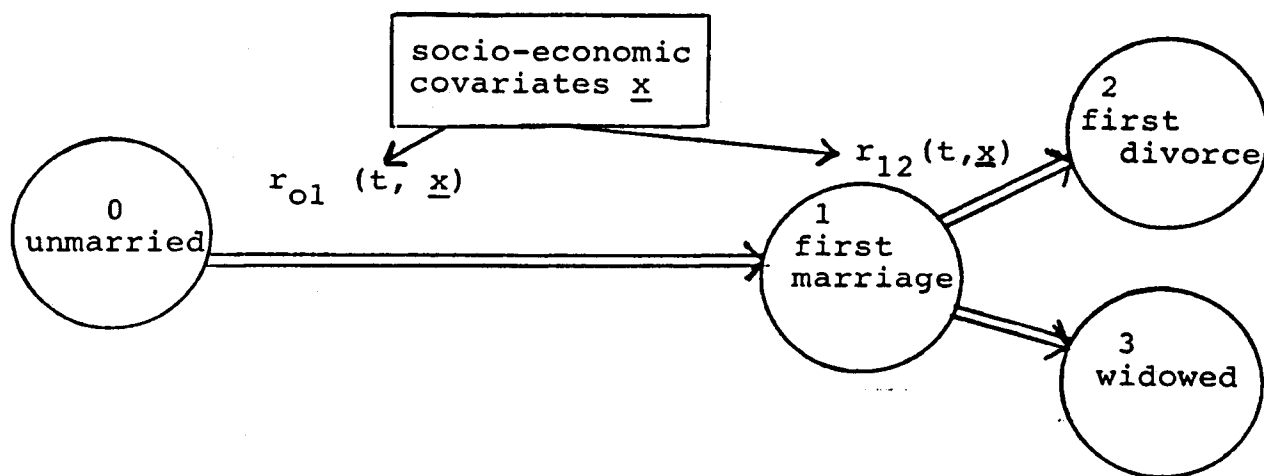 socio-economic
covariates x
r01 (t, x)
r12 (t,x)
0
unmarried
1
first
marriage
2
first
divorce
3
widowed